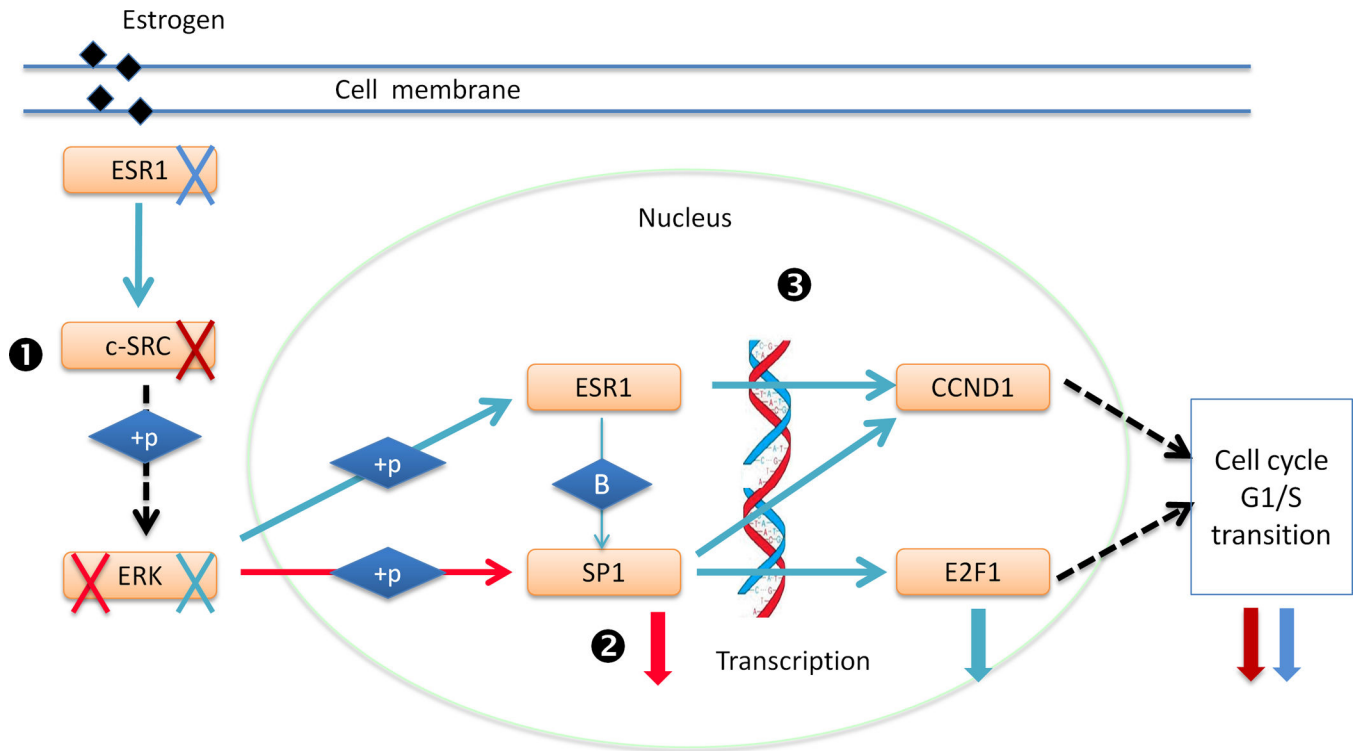 Estrogen
Cell membrane
ESR1
Nucleus
❸
❶
c-SRC
ESR1
CCND1
+p
+p
B
Cell cycle
G1/S
transition
ERK
+p
SP1
E2F1
❷
Transcription